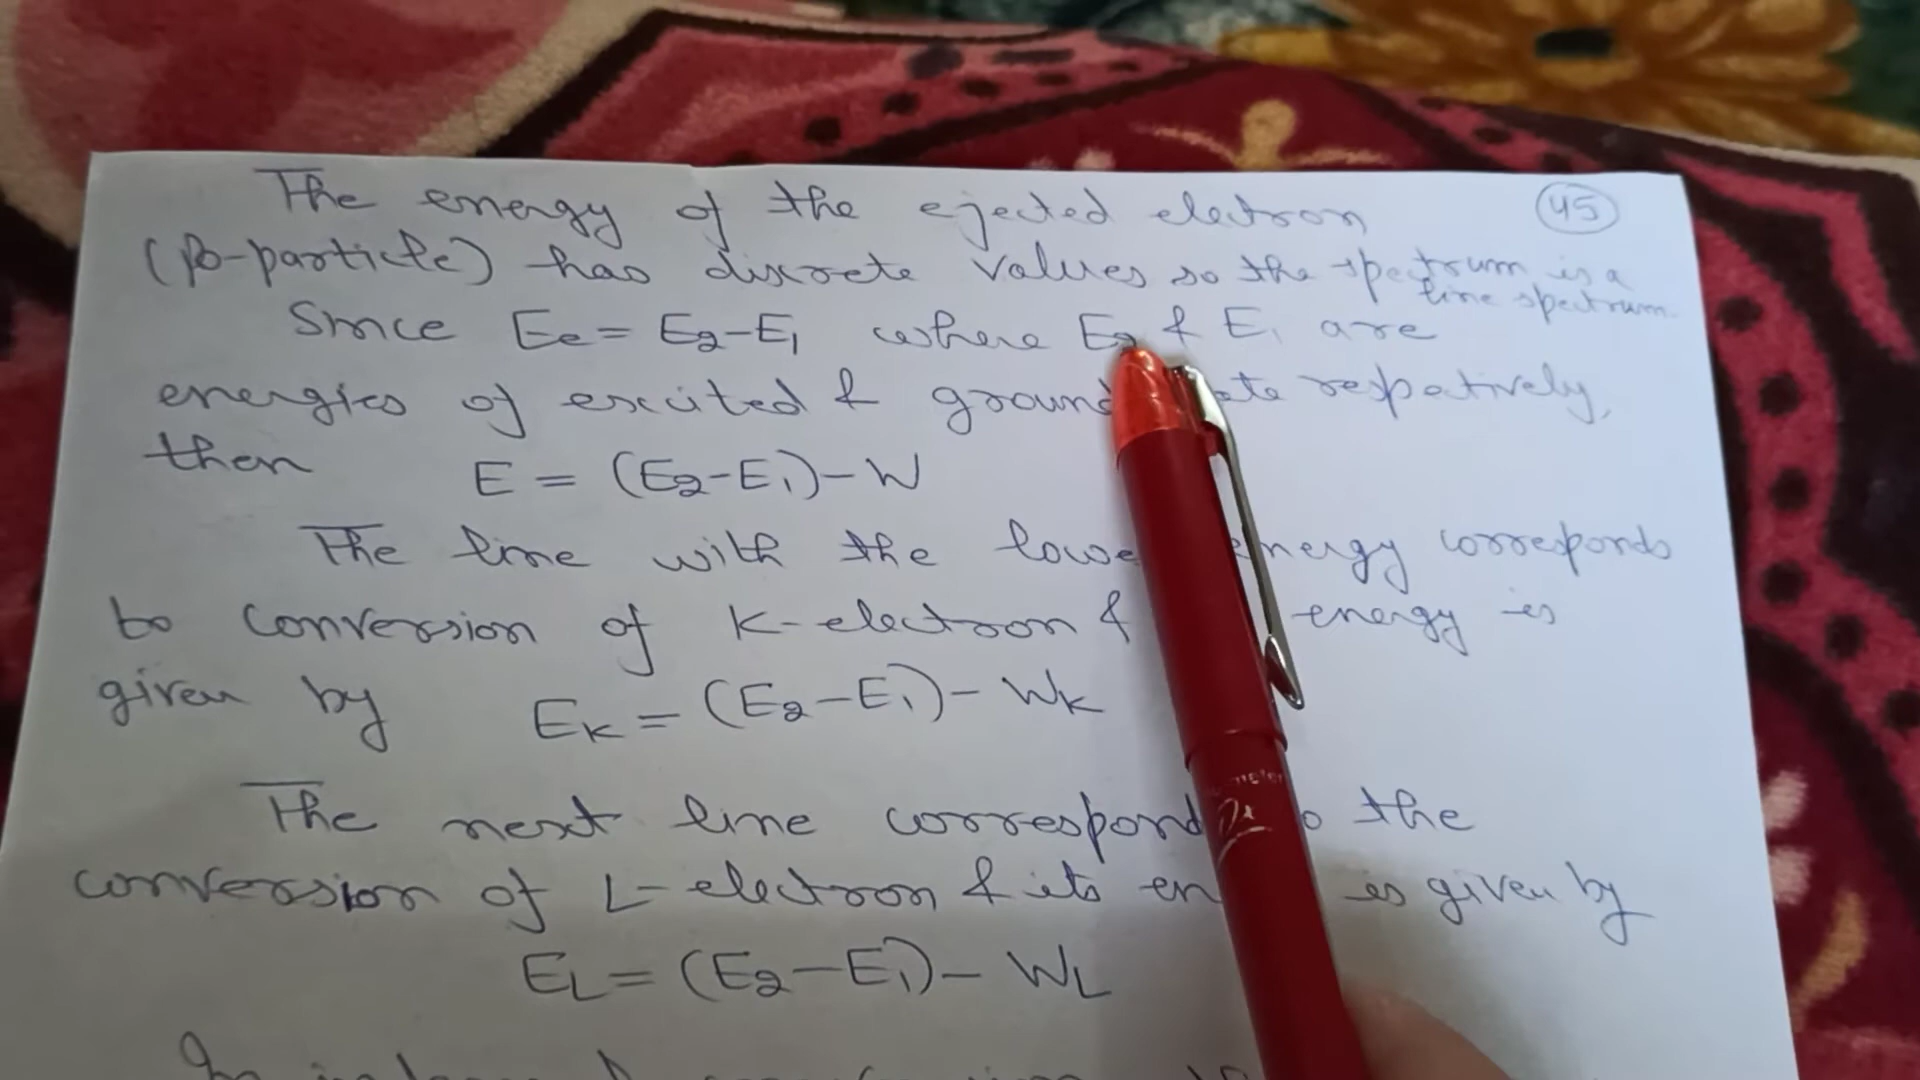 The energy of the ejected electron
45
(β-particle) has discrete values so the spectrum is a
line spectrum.
Since Ee = E2-E1 where E2 & E1 are
energies of excited & ground respatively,
then E = (E2-E1)-W
The line with the energy corresponds
to conversion of K-electron & energy is
given by EK = (E2-E1)-WK
The next line correspond the
conversion of L-electron & its is given by
EL = (E2-E1)- WL